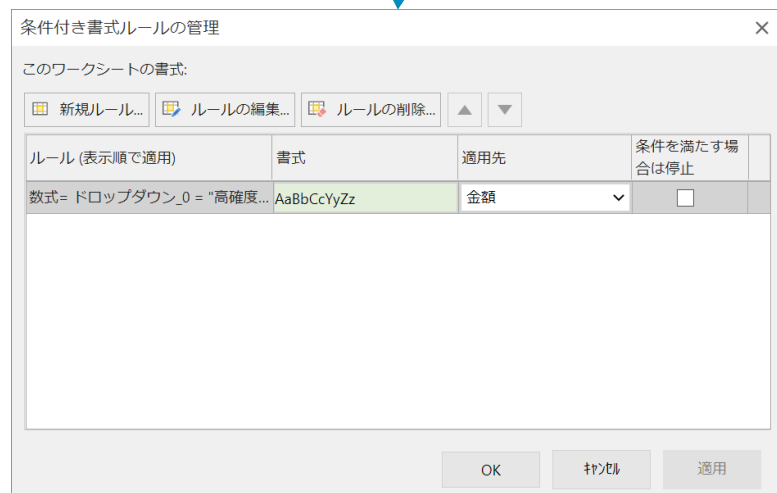 条件付き書式ルールの管理
このワークシートの書式:
新規ルール... ルールの編集... ルールの削除...
ルール (表示順で適用) 書式 適用先 条件を満たす場
合は停止
数式= ドロップダウン_0 = "高確度... AaBbCcYyZz 金額
OK ｷｬﾝｾﾙ 適用